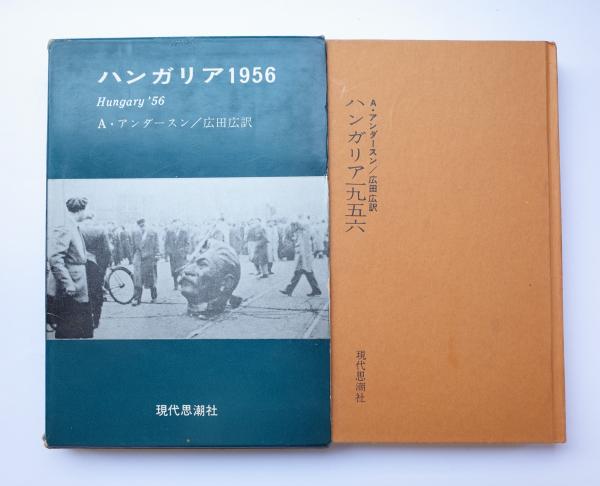 ハンガリア1956
Hungary '56
A・アンダースン／広田広訳
現代思潮社
A・アンダースン／広田広訳
ハンガリア一九五六
現代思潮社